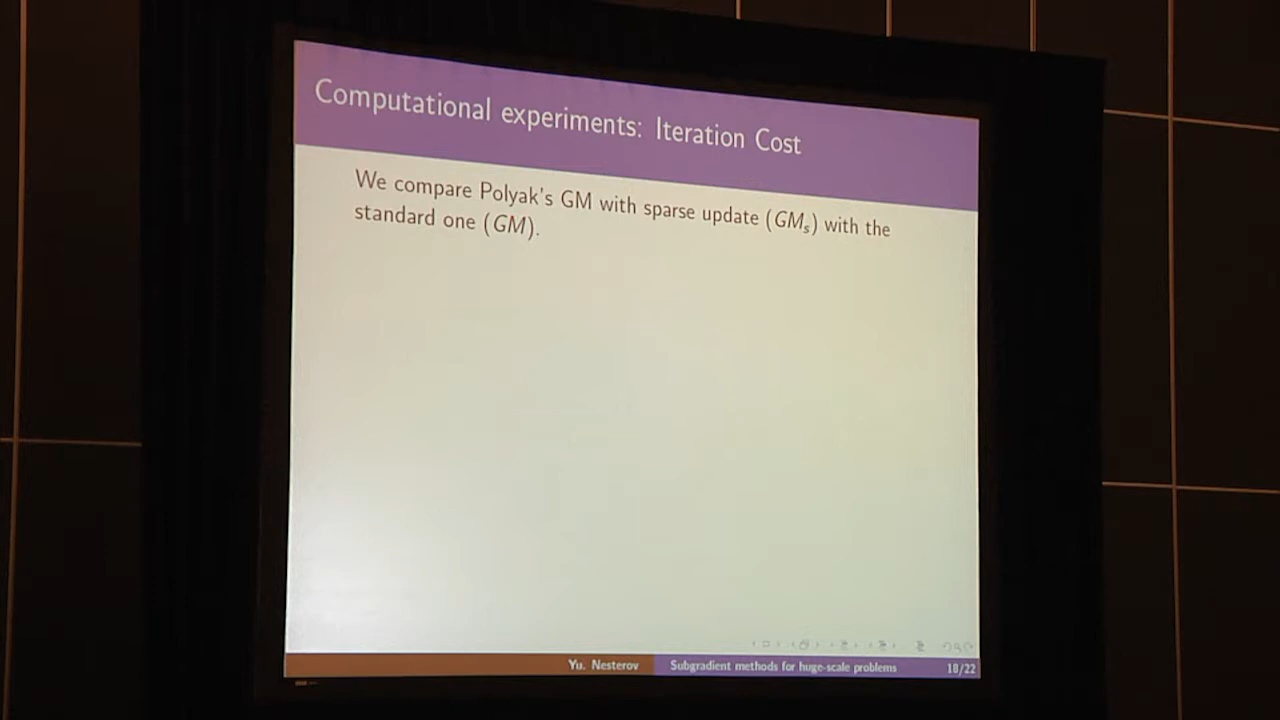 Computational experiments: Iteration Cost
We compare Polyak's GM with sparse update (GMₛ) with the
standard one (GM).
Yu. Nesterov
Subgradient methods for huge-scale problems
18/22